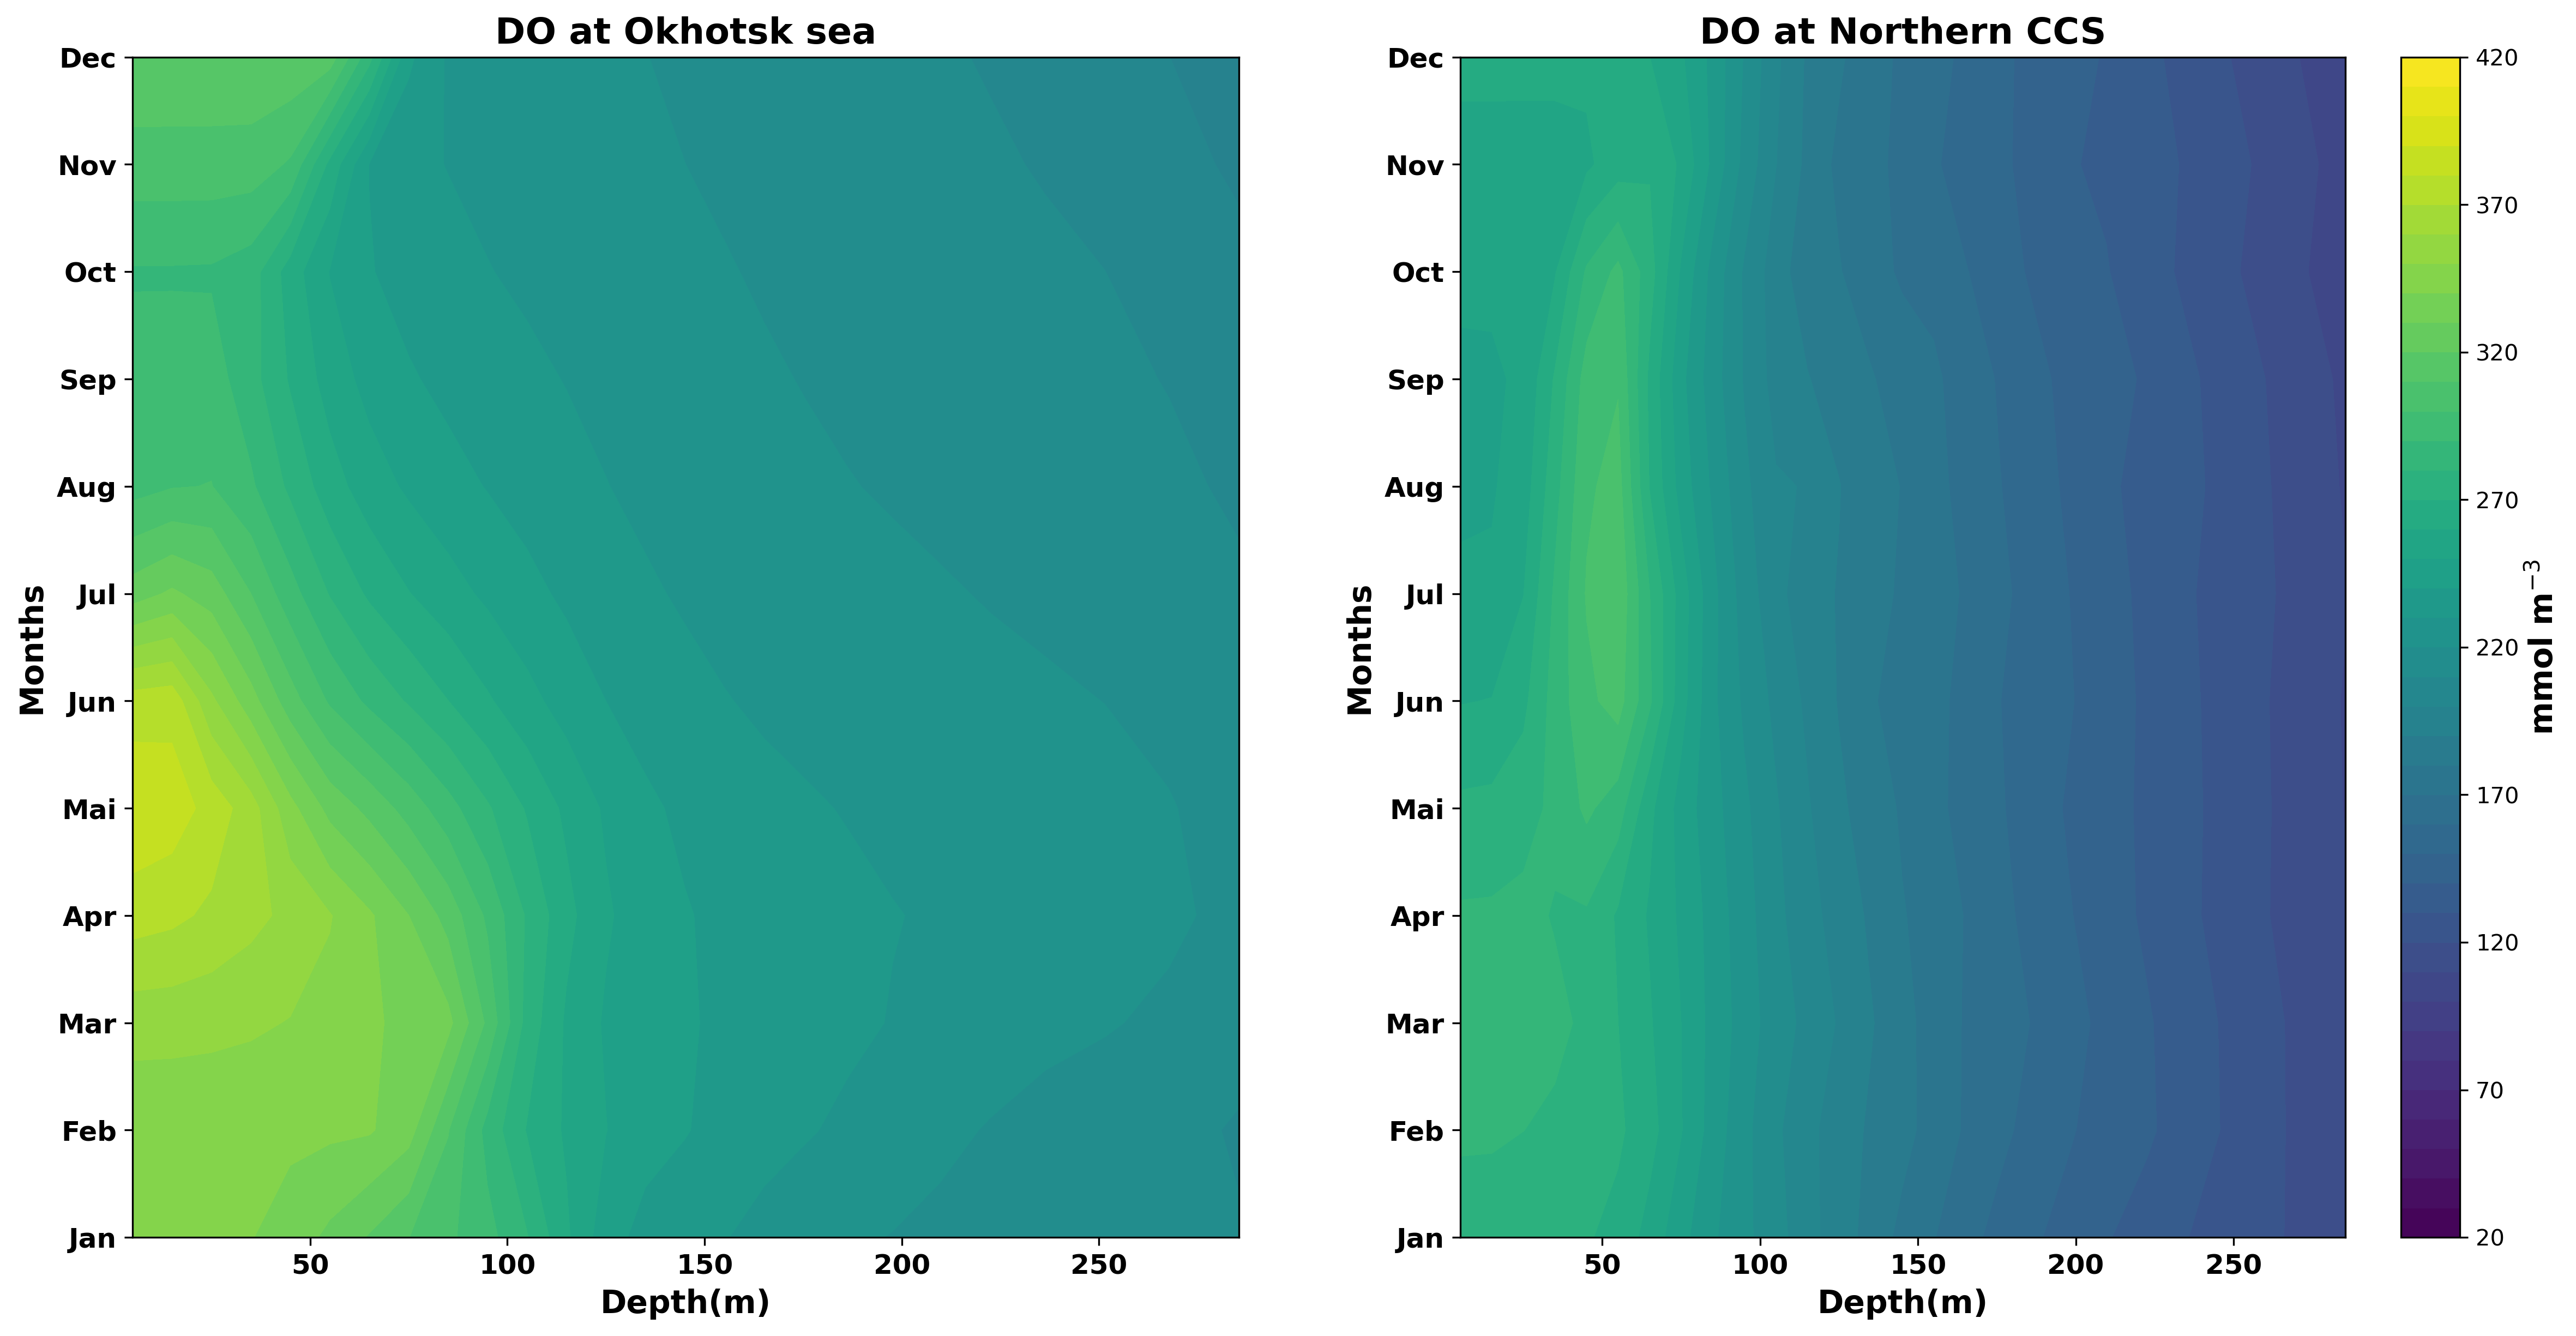 DO at Okhotsk sea
Dec
Nov
Oct
Sep
Aug
Jul
Jun
Mai
Apr
Mar
Feb
Jan
Months
50 100 150 200 250
Depth(m)
DO at Northern CCS
Dec
Nov
Oct
Sep
Aug
Jul
Jun
Mai
Apr
Mar
Feb
Jan
Months
50 100 150 200 250
Depth(m)
420
370
320
270
220
170
120
70
20
mmol m⁻³